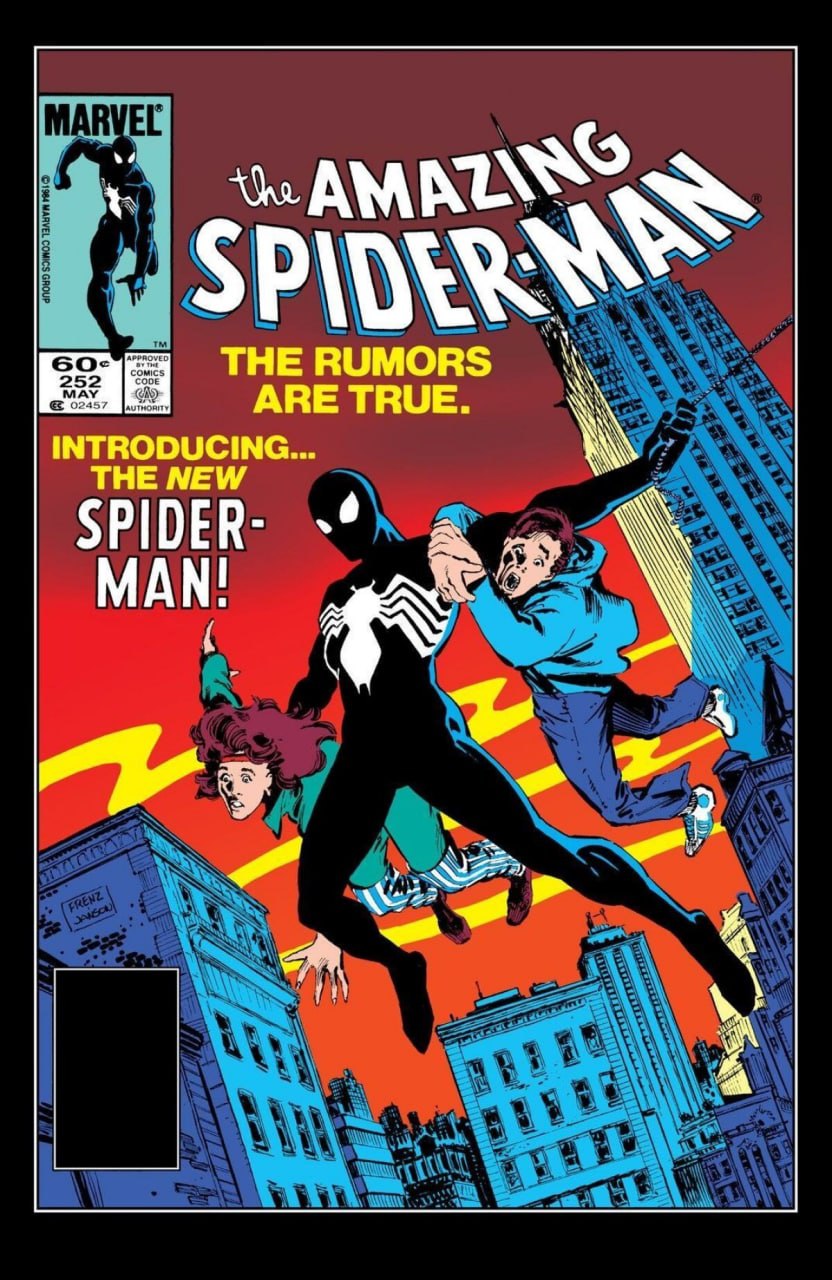 MARVEL®
© 1984 MARVEL COMICS GROUP
TM
60¢
252
MAY
CC 02457
APPROVED
BY THE
COMICS
CODE
AUTHORITY
the AMAZING
SPIDER-MAN®
THE RUMORS
ARE TRUE.
INTRODUCING...
THE NEW
SPIDER-
MAN!
FRENZ
JANSON